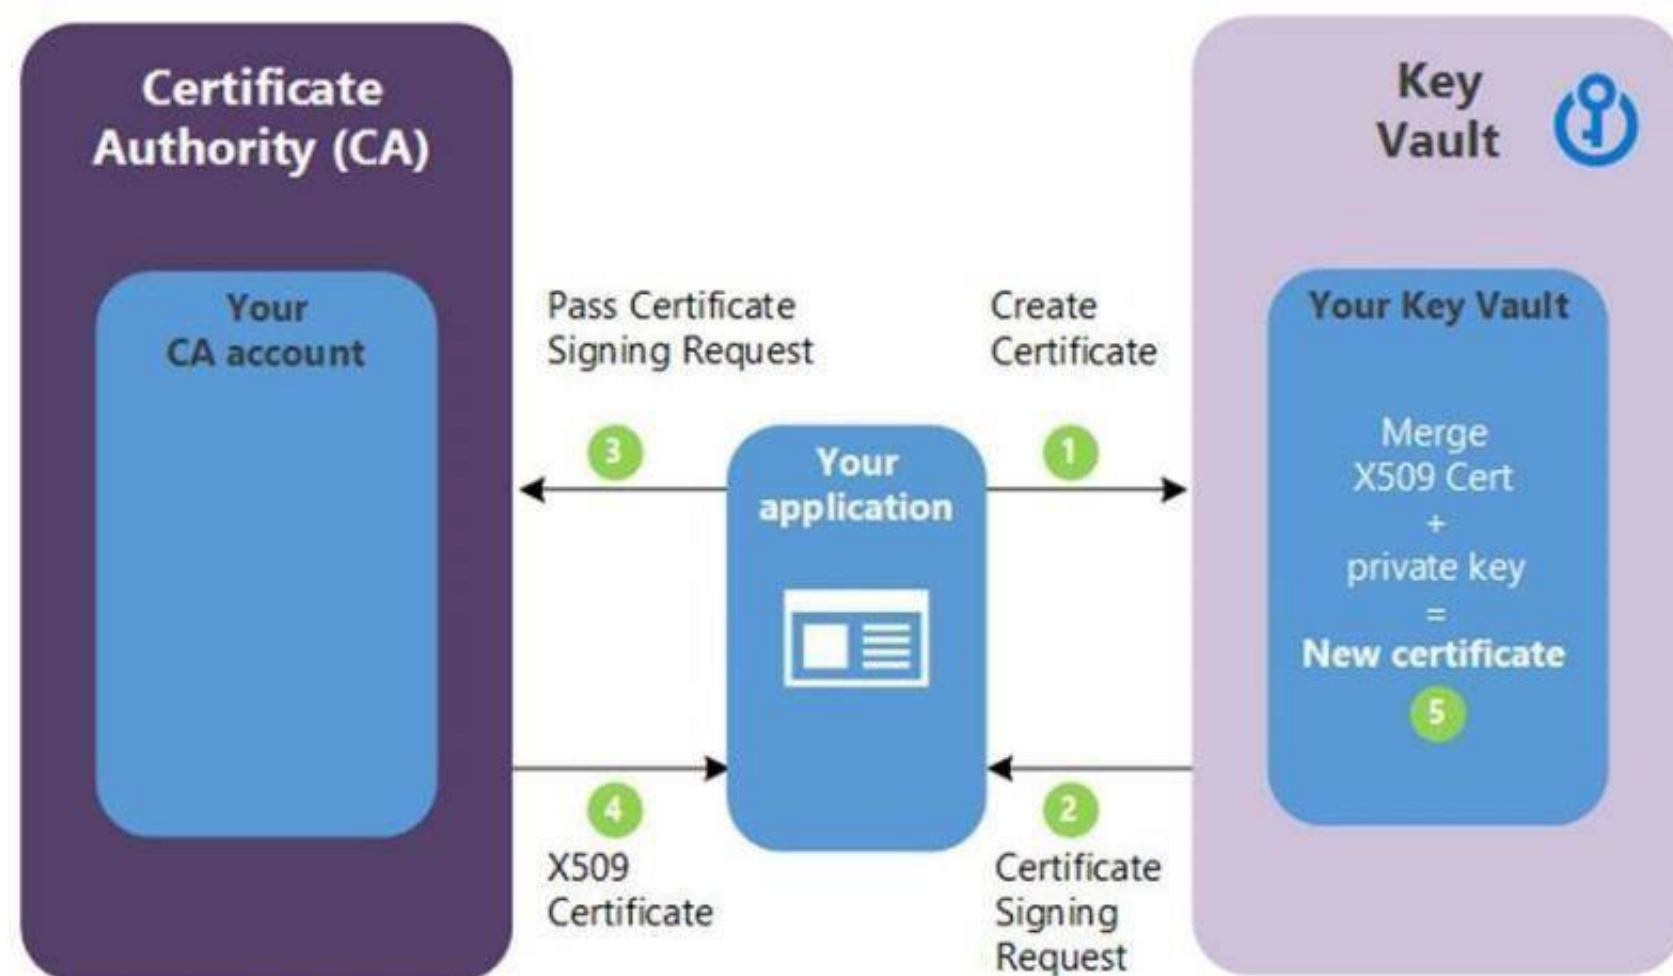 Certificate
Authority (CA)
Your
CA account
Pass Certificate
Signing Request
3
4
X509
Certificate
Your
application
Create
Certificate
1
2
Certificate
Signing
Request
Key
Vault
Your Key Vault
Merge
X509 Cert
+
private key
=
New certificate
5